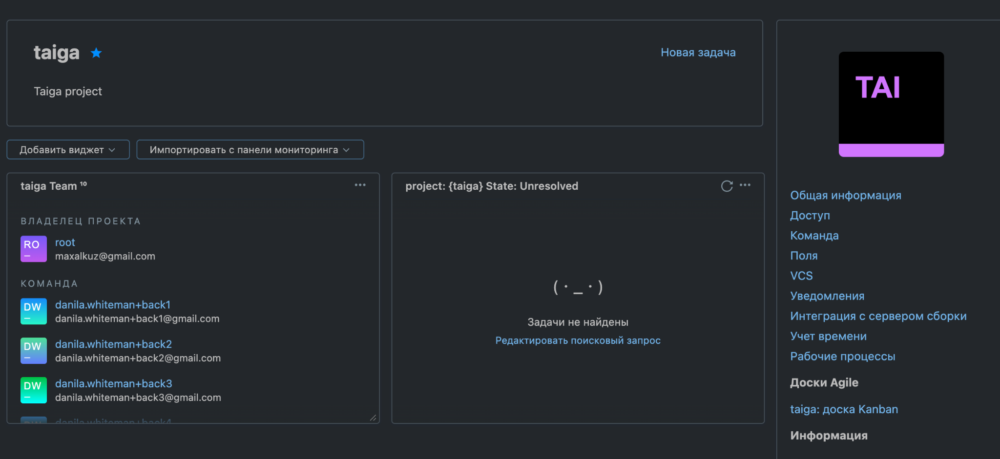 taiga
Новая задача
Taiga project
Добавить виджет
Импортировать с панели мониторинга
taiga Team ¹⁰
ВЛАДЕЛЕЦ ПРОЕКТА
RO
root
maxalkuz@gmail.com
КОМАНДА
DW
danila.whiteman+back1
danila.whiteman+back1@gmail.com
DW
danila.whiteman+back2
danila.whiteman+back2@gmail.com
DW
danila.whiteman+back3
danila.whiteman+back3@gmail.com
DW
danila.whiteman+back4
project: {taiga} State: Unresolved
( · _ · )
Задачи не найдены
Редактировать поисковый запрос
TAI
Общая информация
Доступ
Команда
Поля
VCS
Уведомления
Интеграция с сервером сборки
Учет времени
Рабочие процессы
Доски Agile
taiga: доска Kanban
Информация